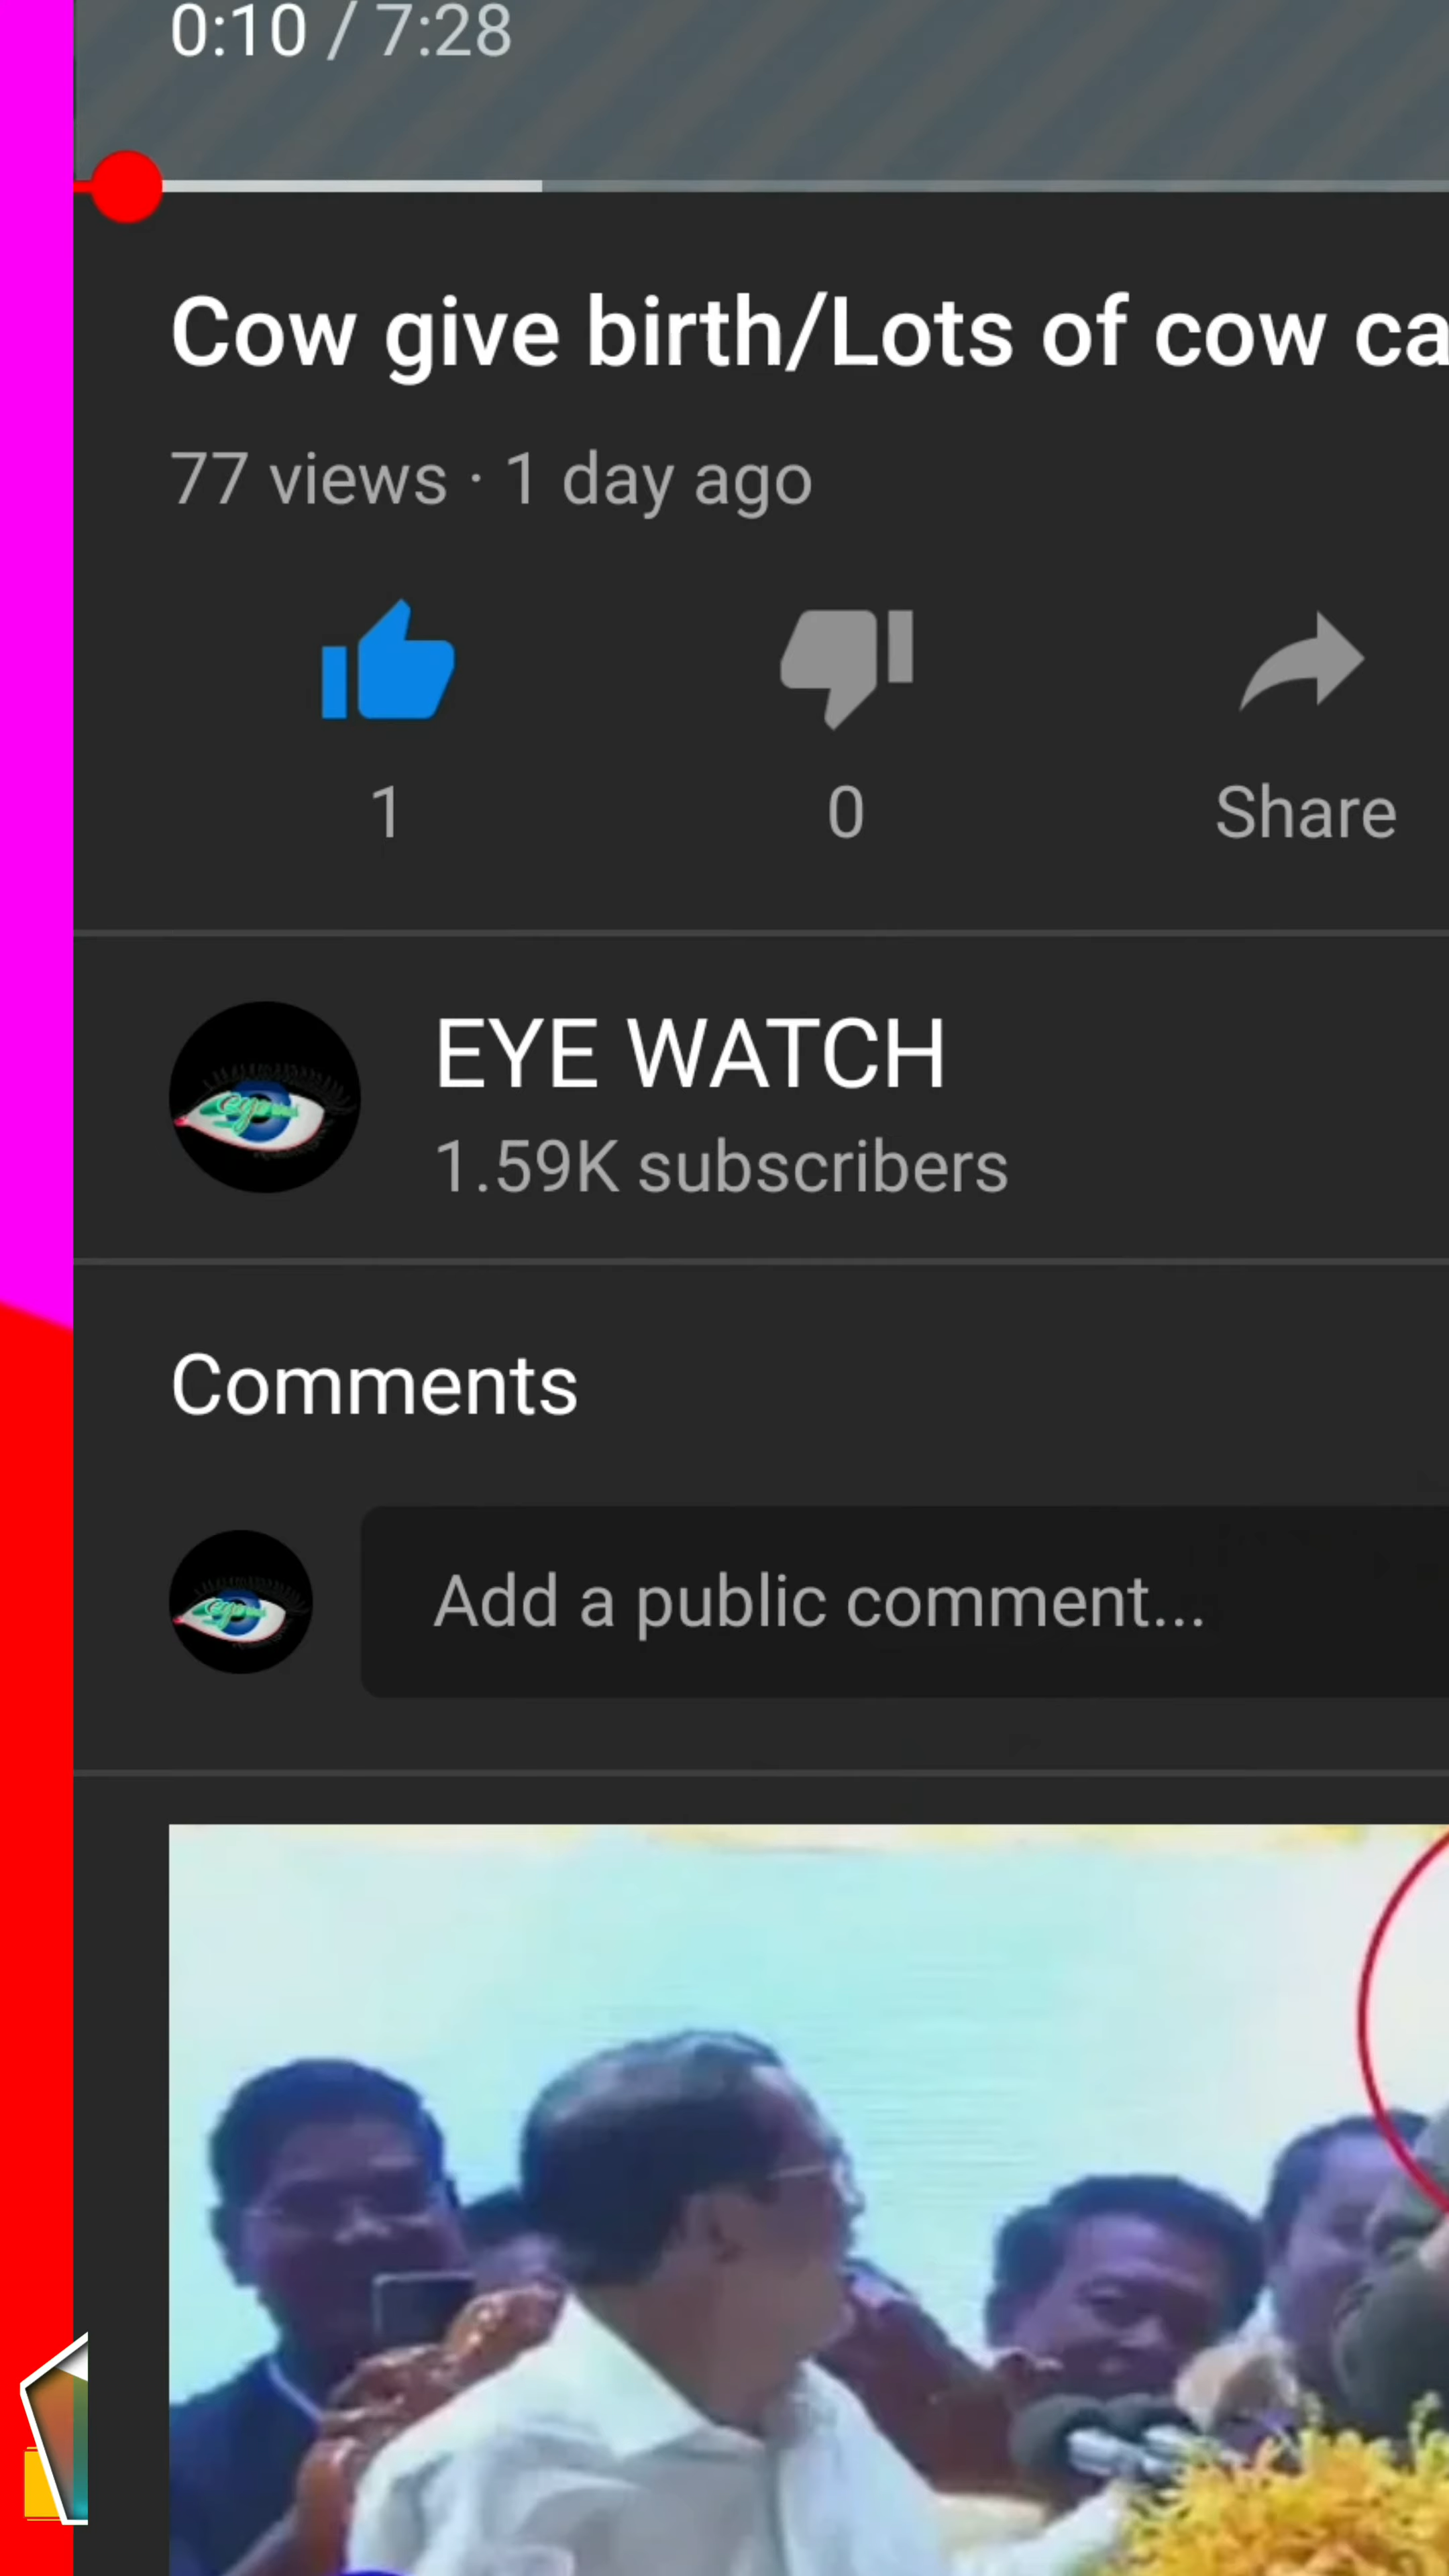 0:10 / 7:28
Cow give birth/Lots of cow ca
77 views · 1 day ago
1
0
Share
EYE WATCH
1.59K subscribers
Comments
Add a public comment...